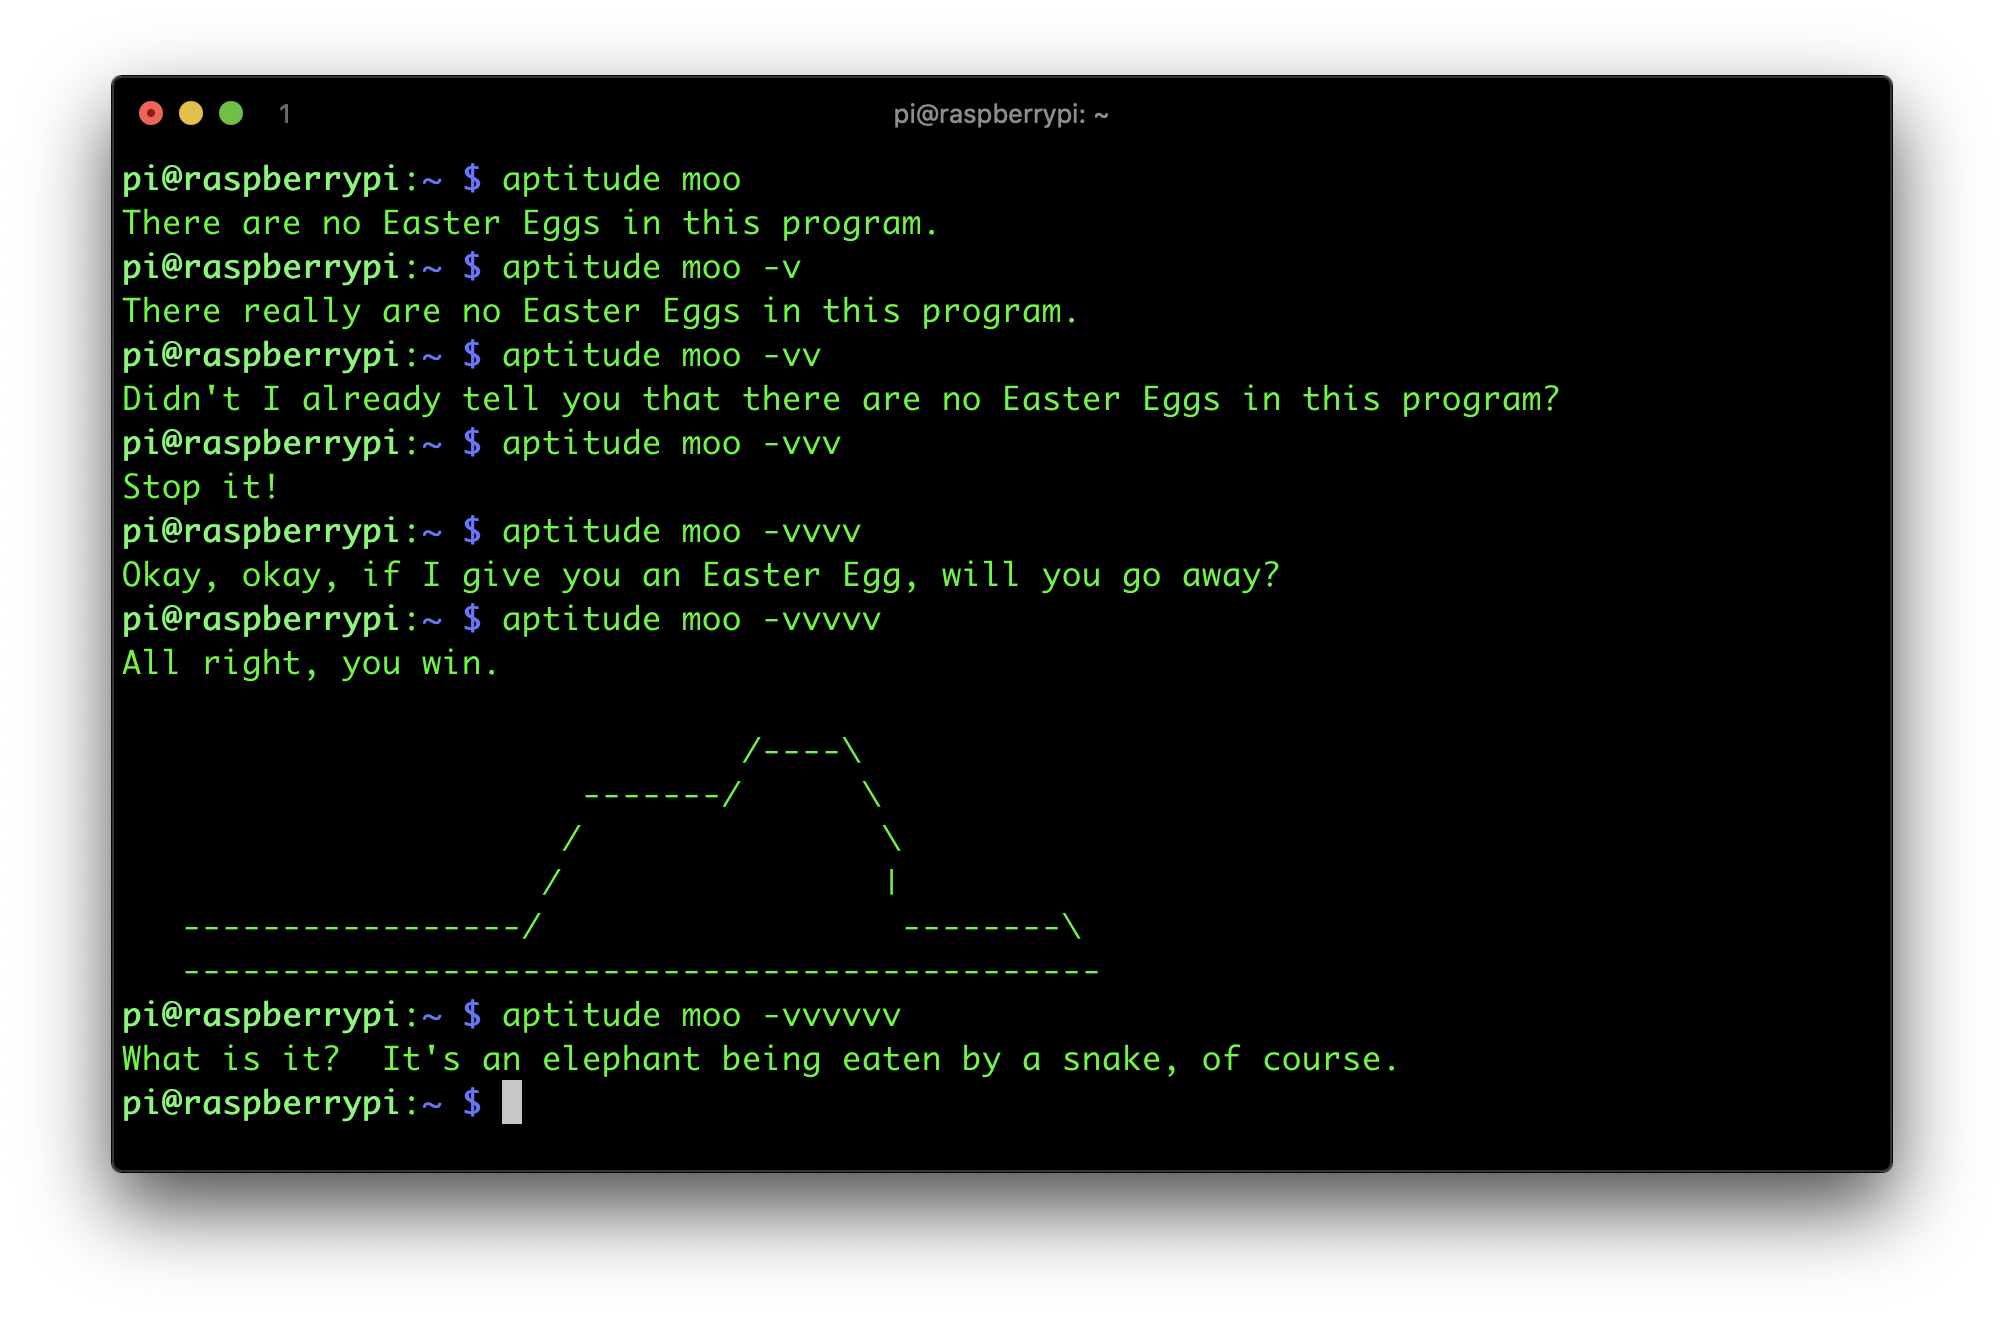 1 pi@raspberrypi: ~
pi@raspberrypi:~ $ aptitude moo
There are no Easter Eggs in this program.
pi@raspberrypi:~ $ aptitude moo -v
There really are no Easter Eggs in this program.
pi@raspberrypi:~ $ aptitude moo -vv
Didn't I already tell you that there are no Easter Eggs in this program?
pi@raspberrypi:~ $ aptitude moo -vvv
Stop it!
pi@raspberrypi:~ $ aptitude moo -vvvv
Okay, okay, if I give you an Easter Egg, will you go away?
pi@raspberrypi:~ $ aptitude moo -vvvvv
All right, you win.

                               /----\
                       -------/      \
                      /               \
                     /                |
   -----------------/                  --------\
   ----------------------------------------------
pi@raspberrypi:~ $ aptitude moo -vvvvvv
What is it?  It's an elephant being eaten by a snake, of course.
pi@raspberrypi:~ $